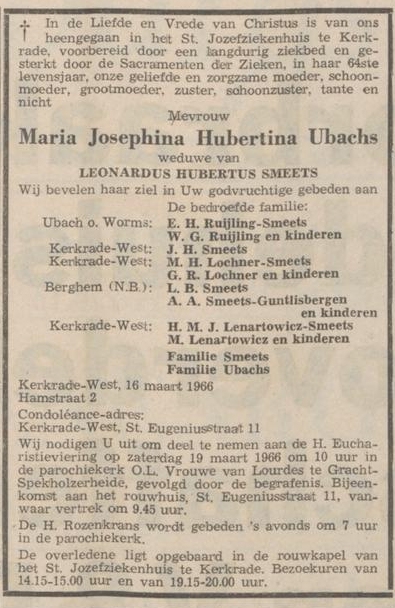 † In de Liefde en Vrede van Christus is van ons
heengegaan in het St. Jozefziekenhuis te Kerk-
rade, voorbereid door een langdurig ziekbed en ge-
sterkt door de Sacramenten der Zieken, in haar 64ste
levensjaar, onze geliefde en zorgzame moeder, schoon-
moeder, grootmoeder, zuster, schoonzuster, tante en
nicht
Mevrouw
Maria Josephina Hubertina Ubachs
weduwe van
LEONARDUS HUBERTUS SMEETS
Wij bevelen haar ziel in Uw godvruchtige gebeden aan
De bedroefde familie:
Ubach o. Worms: E. H. Ruijling-Smeets
W. G. Ruijling en kinderen
Kerkrade-West: J. H. Smeets
Kerkrade-West: M. H. Lochner-Smeets
G. R. Lochner en kinderen
Berghem (N.B.): L. B. Smeets
A. A. Smeets-Guntlisbergen
en kinderen
Kerkrade-West: H. M. J. Lenartowicz-Smeets
M. Lenartowicz en kinderen
Familie Smeets
Familie Ubachs
Kerkrade-West, 16 maart 1966
Hamstraat 2
Condoléance-adres:
Kerkrade-West, St. Eugeniusstraat 11
Wij nodigen U uit om deel te nemen aan de H. Eucha-
ristieviering op zaterdag 19 maart 1966 om 10 uur in
de parochiekerk O.L. Vrouwe van Lourdes te Gracht-
Spekholzerheide, gevolgd door de begrafenis. Bijeen-
komst aan het rouwhuis, St. Eugeniusstraat 11, van-
waar vertrek om 9.45 uur.
De H. Rozenkrans wordt gebeden 's avonds om 7 uur
in de parochiekerk.
De overledene ligt opgebaard in de rouwkapel van
het St. Jozefziekenhuis te Kerkrade. Bezoekuren van
14.15-15.00 uur en van 19.15-20.00 uur.